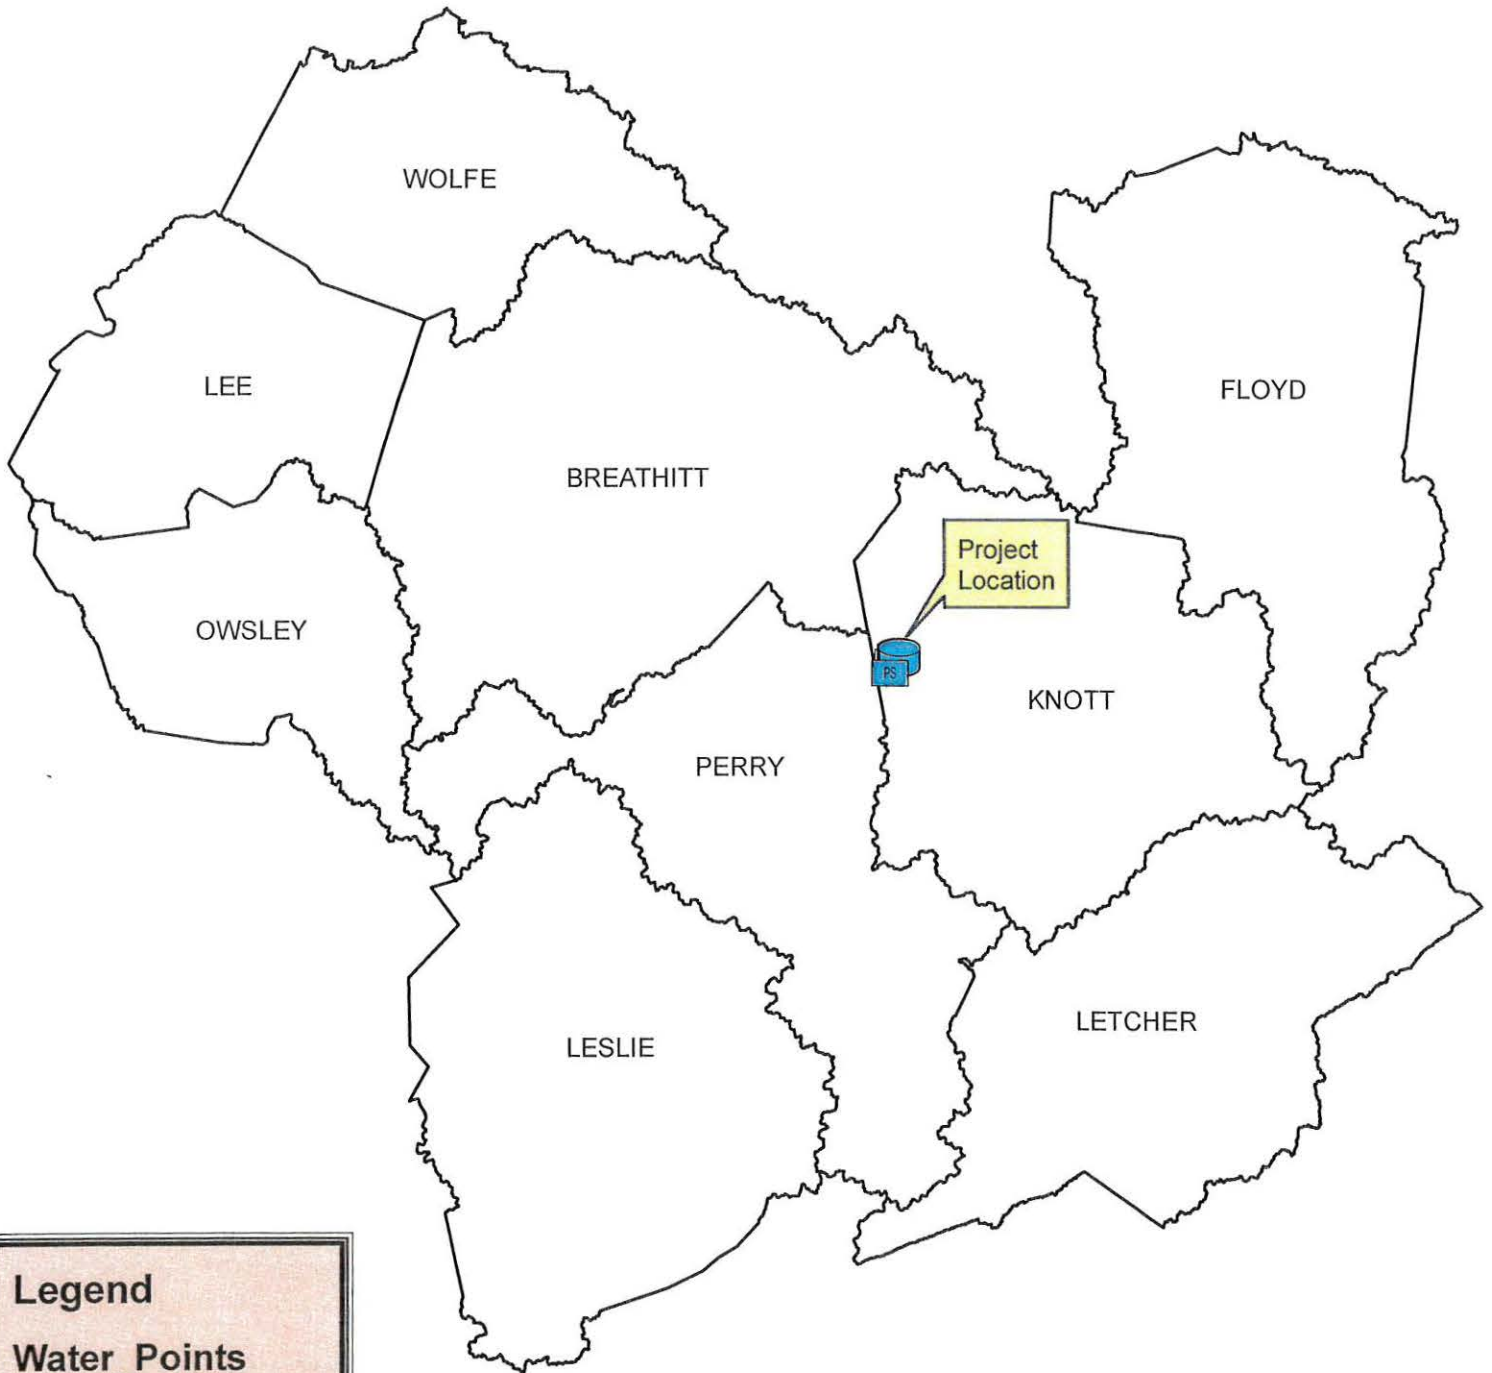 WOLFE
LEE
FLOYD
BREATHITT
Project
Location
OWSLEY
PS
KNOTT
PERRY
LETCHER
LESLIE
Legend
Water Points